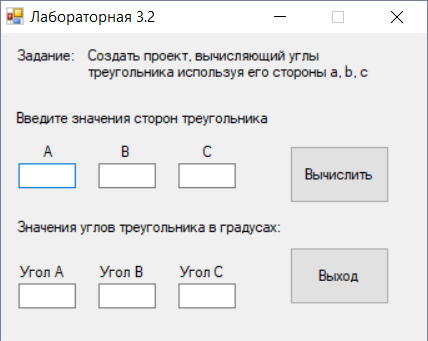 Лабораторная 3.2
Задание: Создать проект, вычисляющий углы
треугольника используя его стороны a, b, c
Введите значения сторон треугольника
A B C
Вычислить
Значения углов треугольника в градусах:
Угол A Угол B Угол C
Выход